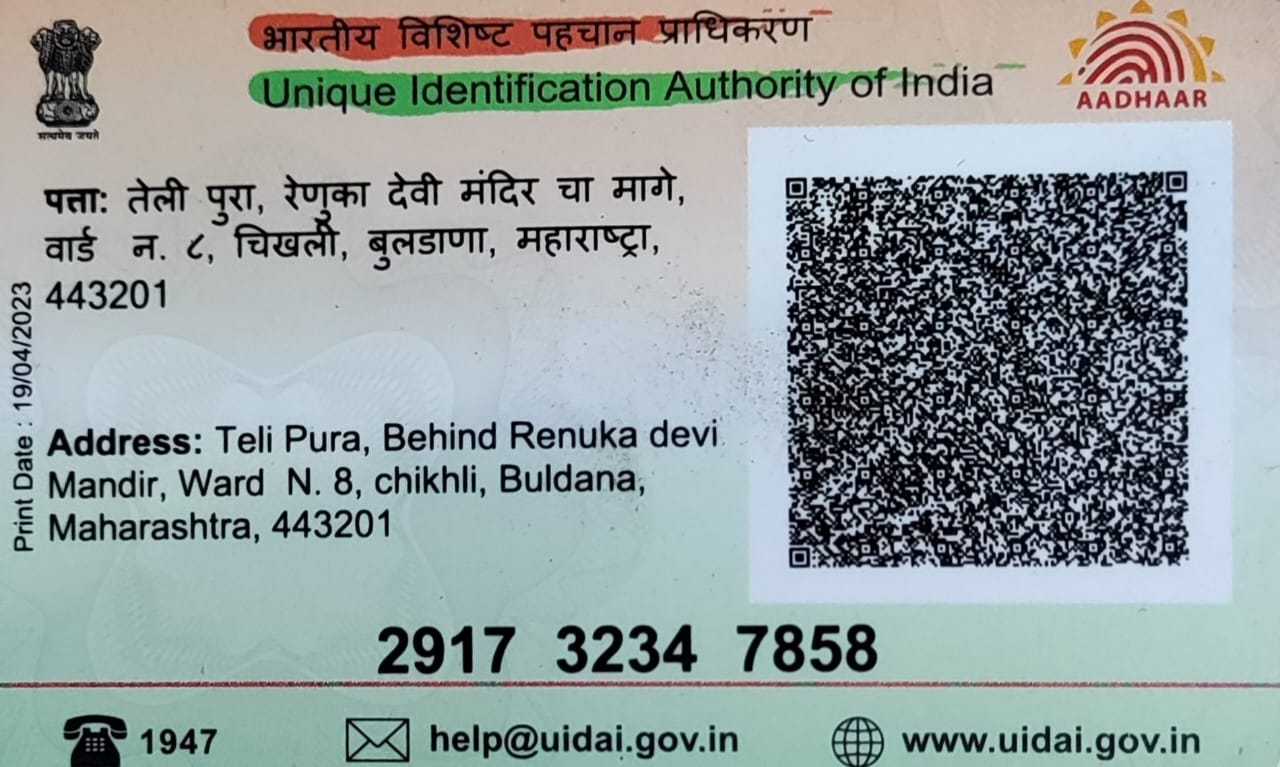 भारतीय विशिष्ट पहचान प्राधिकरण
Unique Identification Authority of India
AADHAAR
सत्यमेव जयते
पत्ता: तेली पुरा, रेणुका देवी मंदिर चा मागे,
वार्ड न. ८, चिखली, बुलडाणा, महाराष्ट्रा,
443201
Print Date : 19/04/2023
Address: Teli Pura, Behind Renuka devi
Mandir, Ward N. 8, chikhli, Buldana,
Maharashtra, 443201
2917 3234 7858
1947
help@uidai.gov.in
www.uidai.gov.in